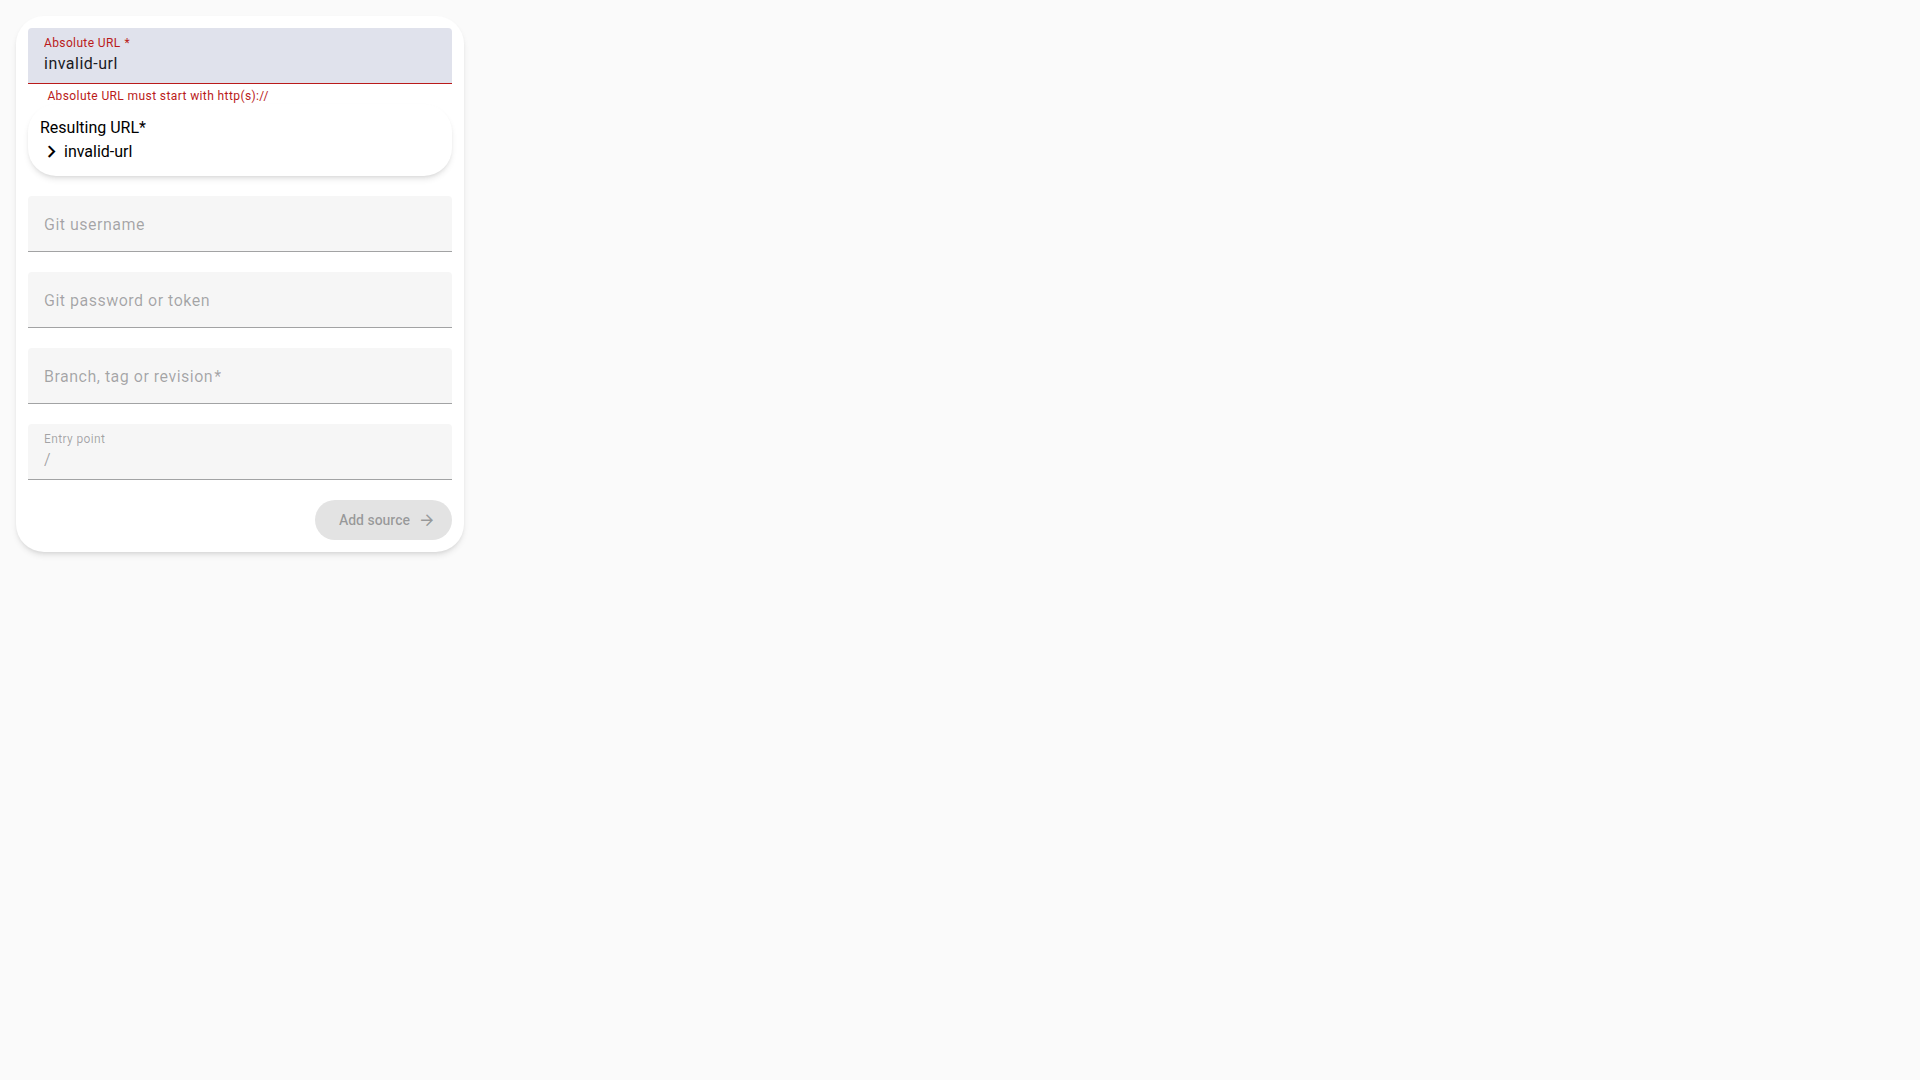 Absolute URL *
invalid-url
Absolute URL must start with http(s)://
Resulting URL*
invalid-url
Git username
Git password or token
Branch, tag or revision*
Entry point
/
Add source